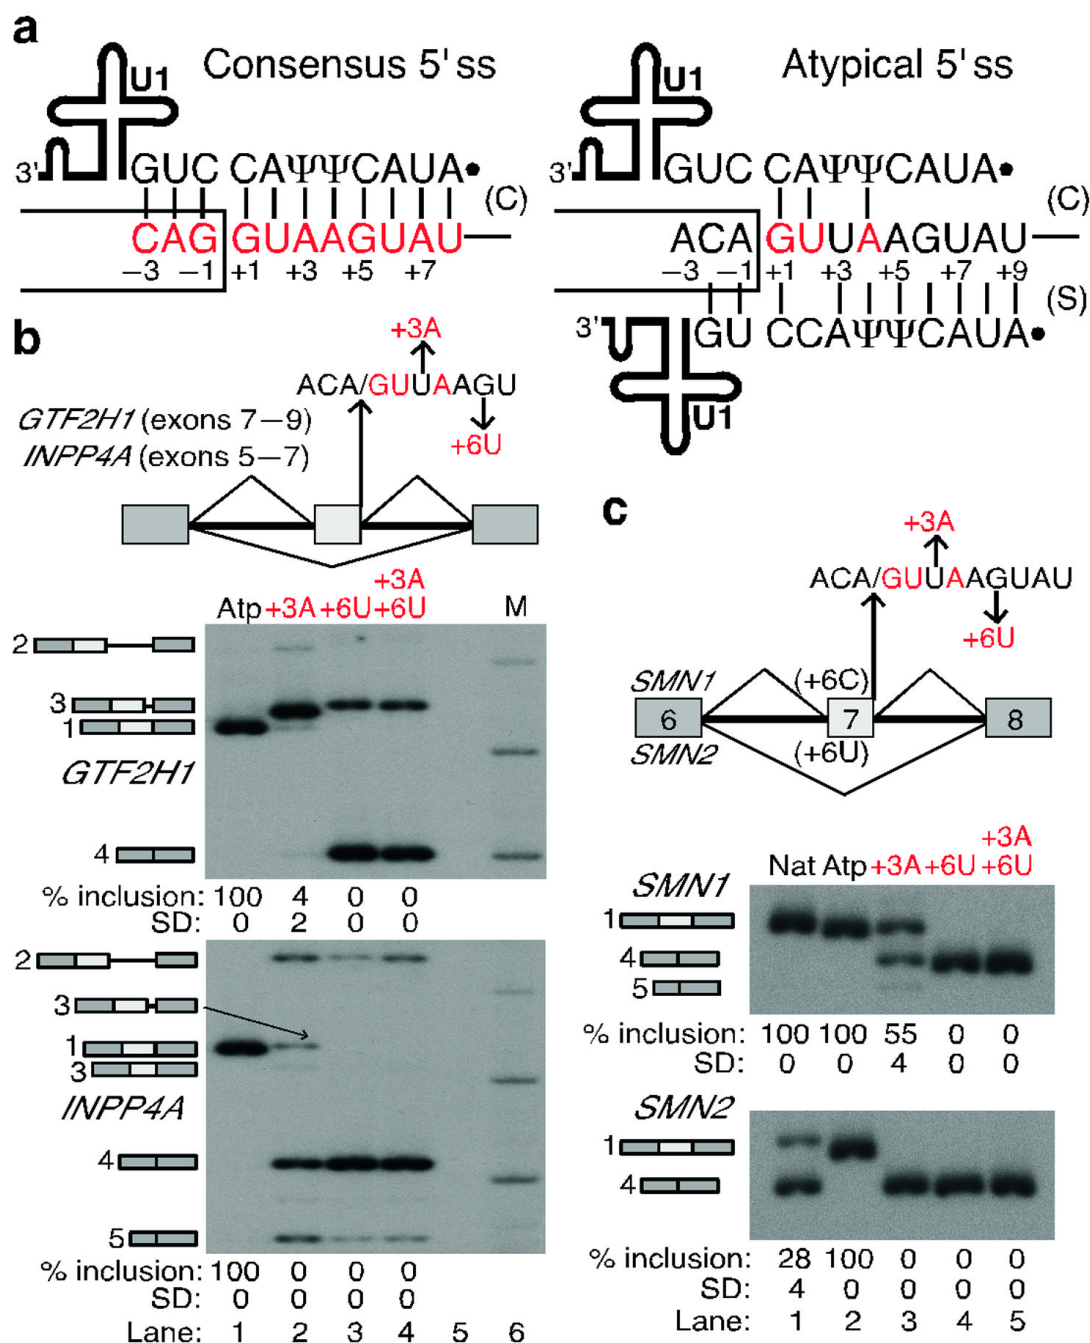 a
Consensus 5'ss
Atypical 5'ss
U1
U1
3'
GUC CAΨΨCAUA
(C)
CAG GUAAGUAU
−3 −1 +1 +3 +5 +7
3'
GUC CAΨΨCAUA
(C)
ACA GUUAAGUAU
−3 −1 +1 +3 +5 +7 +9
(S)
3'
GU CCAΨΨCAUA
U1
b
+3A
ACA/GUUAAGU
+6U
GTF2H1 (exons 7−9)
INPP4A (exons 5−7)
+3A
Atp +3A +6U +6U M
2
3
1
GTF2H1
4
% inclusion: 100 4 0 0
SD: 0 2 0 0
2
3
1
3
INPP4A
4
5
% inclusion: 100 0 0 0
SD: 0 0 0 0
Lane: 1 2 3 4 5 6
c
+3A
ACA/GUUAAGUAU
+6U
SMN1 (+6C)
6 7 8
SMN2 (+6U)
+3A
Nat Atp +3A +6U +6U
SMN1
1
4
5
% inclusion: 100 100 55 0 0
SD: 0 0 4 0 0
SMN2
1
4
% inclusion: 28 100 0 0 0
SD: 4 0 0 0 0
Lane: 1 2 3 4 5